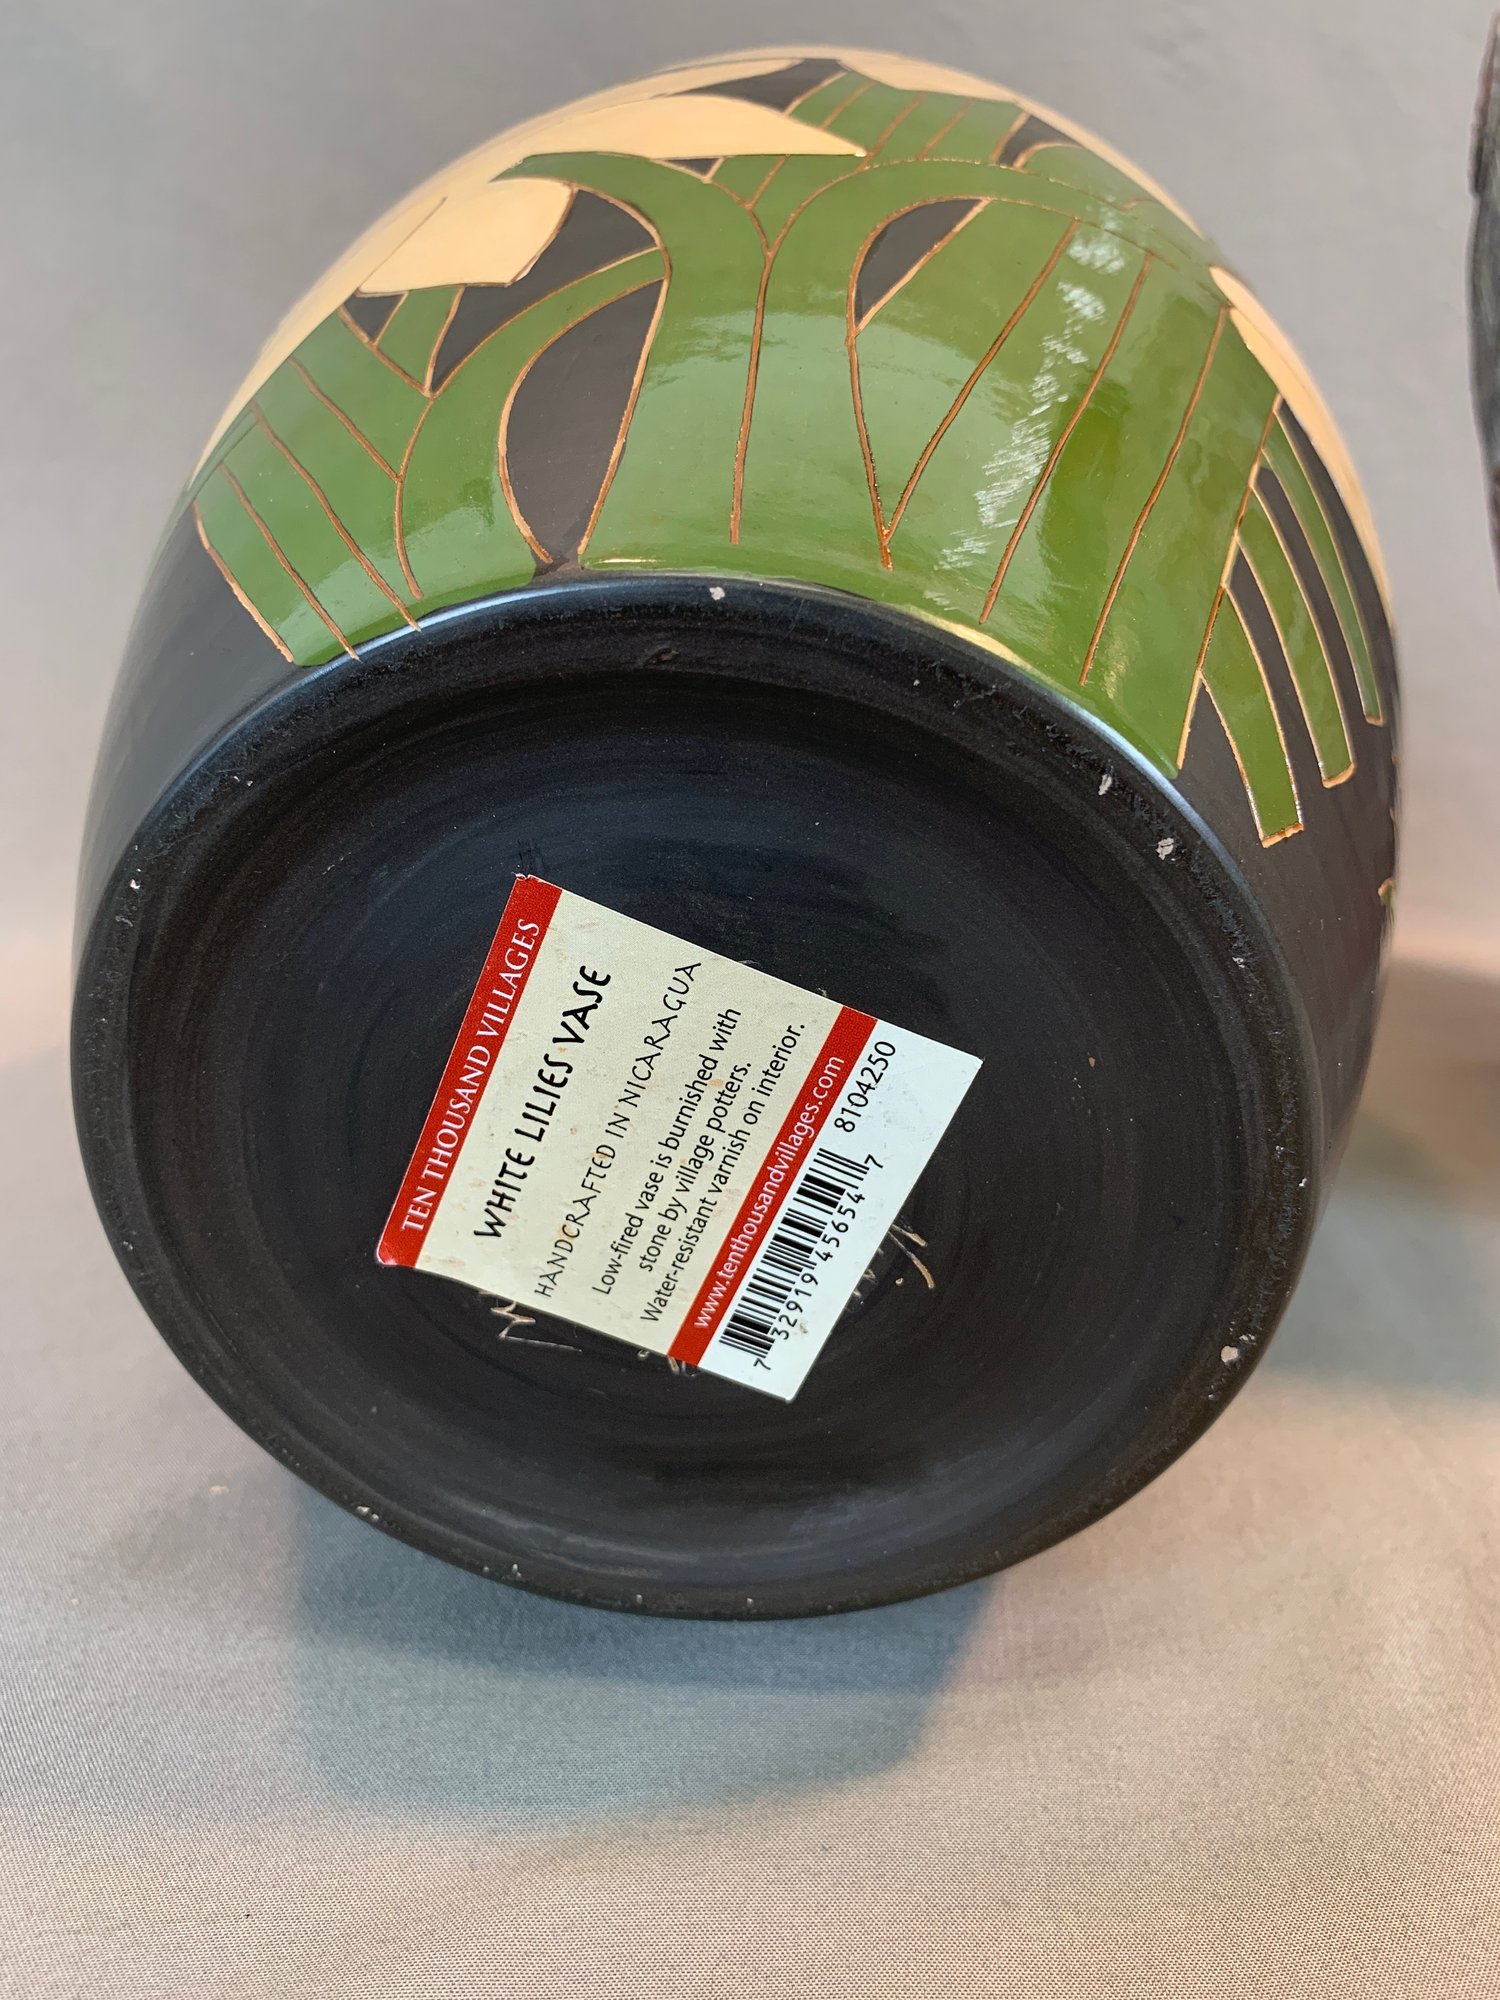 TEN THOUSAND VILLAGES
WHITE LILIES VASE
HANDCRAFTED IN NICARAGUA
Low-fired vase is burnished with
stone by village potters.
Water-resistant varnish on interior.
www.tenthousandvillages.com
8104250
7 32919 45654 7